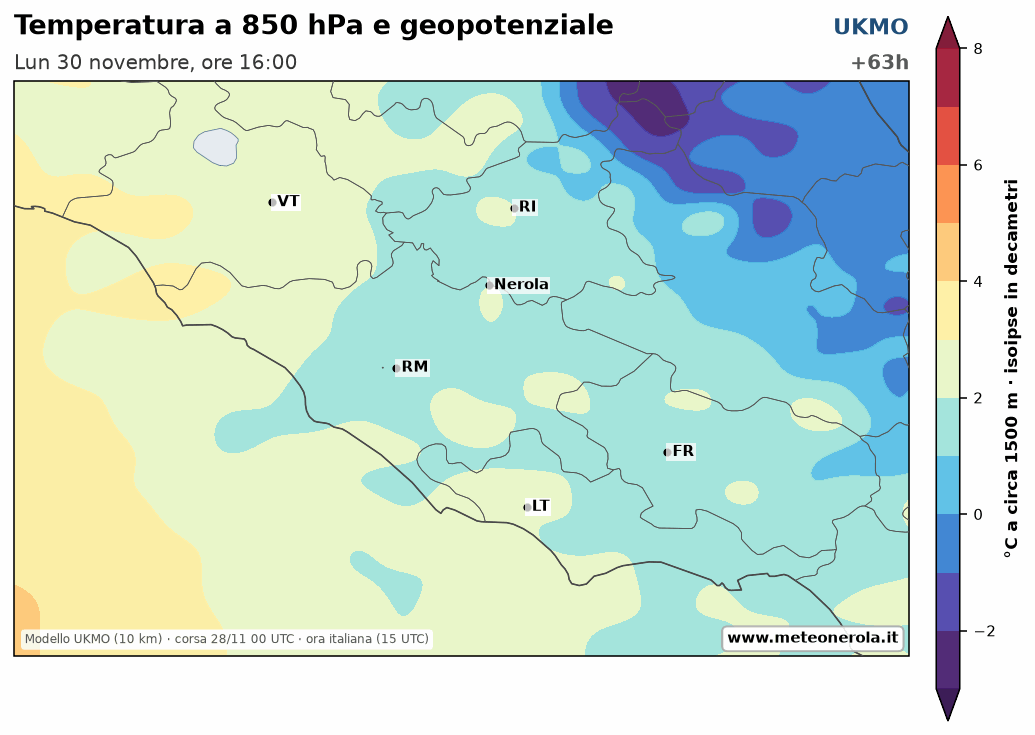 Temperatura a 850 hPa e geopotenziale
UKMO
Lun 30 novembre, ore 16:00
+63h
VT
RI
Nerola
RM
FR
LT
Modello UKMO (10 km) · corsa 28/11 00 UTC · ora italiana (15 UTC)
www.meteonerola.it
8
6
4
2
0
−2
°C a circa 1500 m · isoipse in decametri